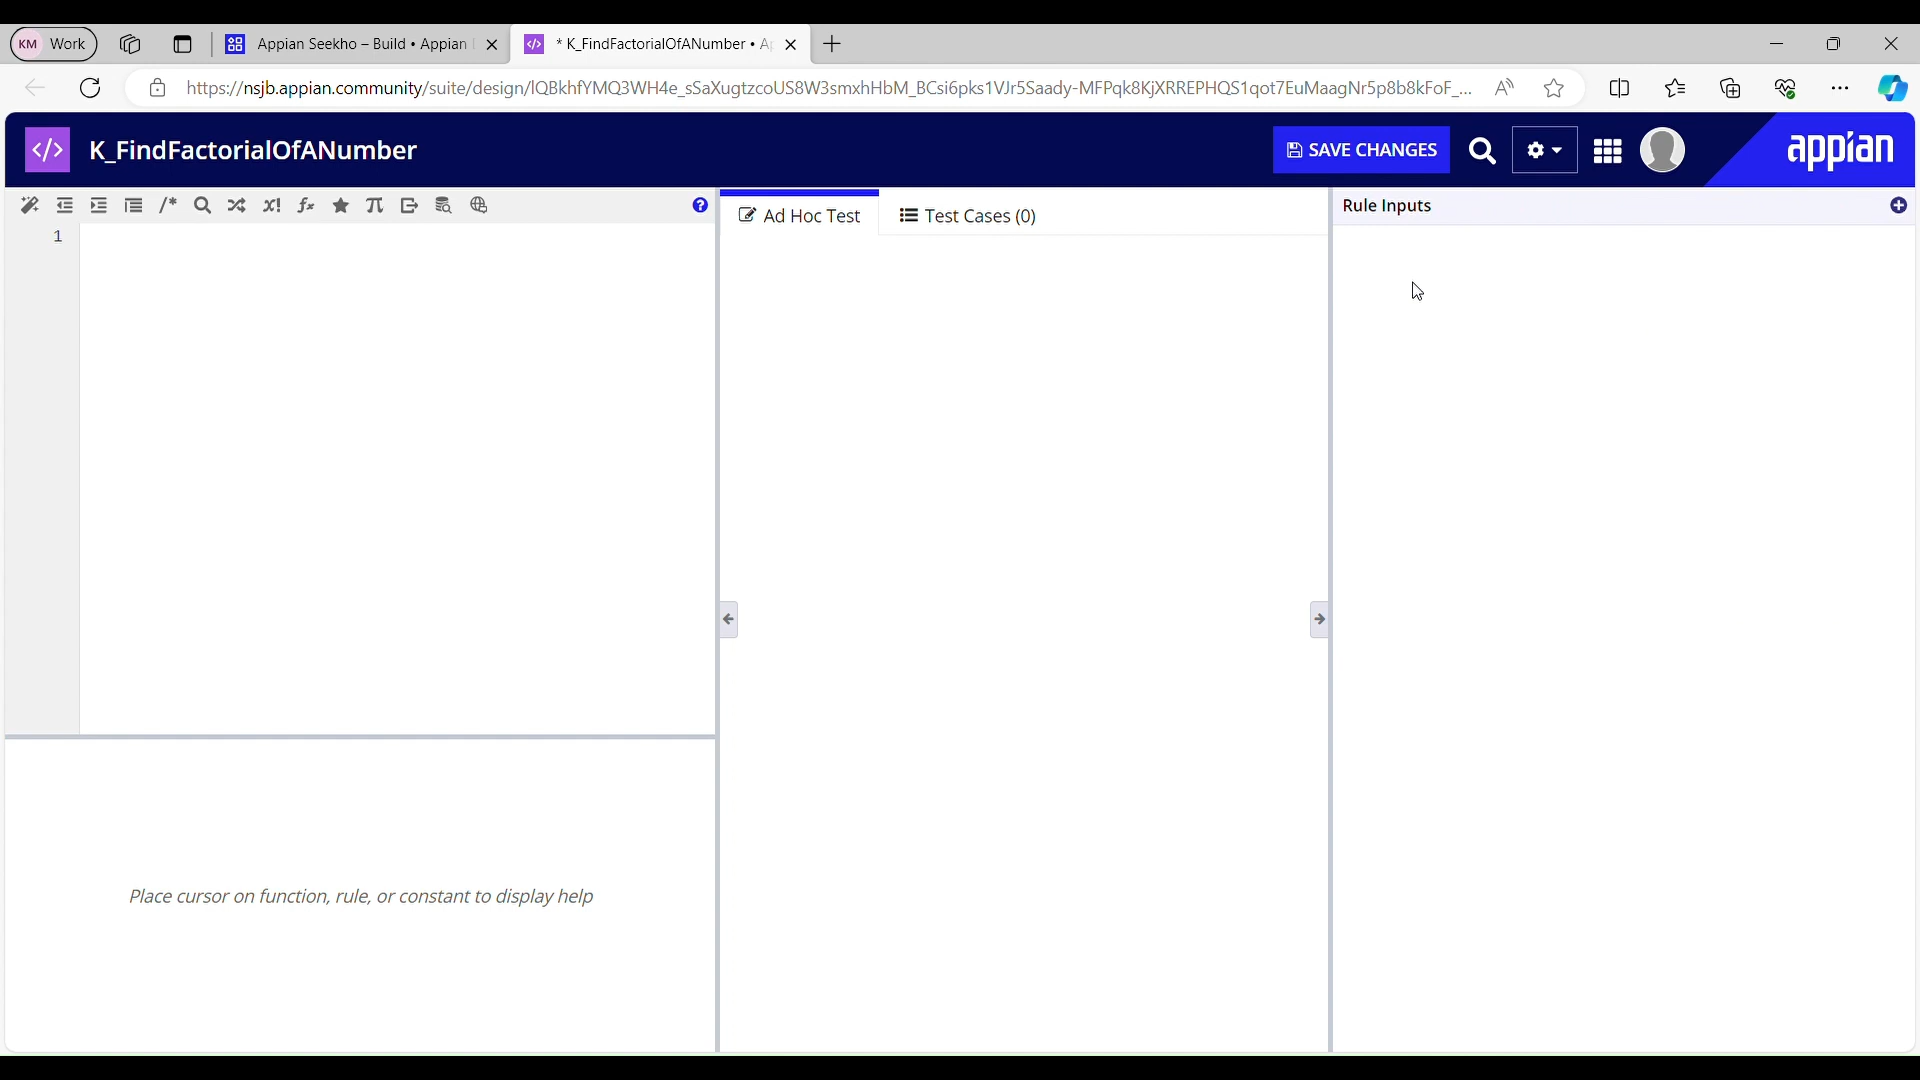 KM Work
Appian Seekho – Build • Appian
* K_FindFactorialOfANumber • A
https://nsjb.appian.community/suite/design/lQBkhfYMQ3WH4e_sSaXugtzcoUS8W3smxhHbM_BCsi6pks1VJr5Saady-MFPqk8KjXRREPHQS1qot7EuMaagNr5p8b8kFoF_...
</> K_FindFactorialOfANumber
SAVE CHANGES
appian
Ad Hoc Test
Test Cases (0)
Rule Inputs
1
Place cursor on function, rule, or constant to display help